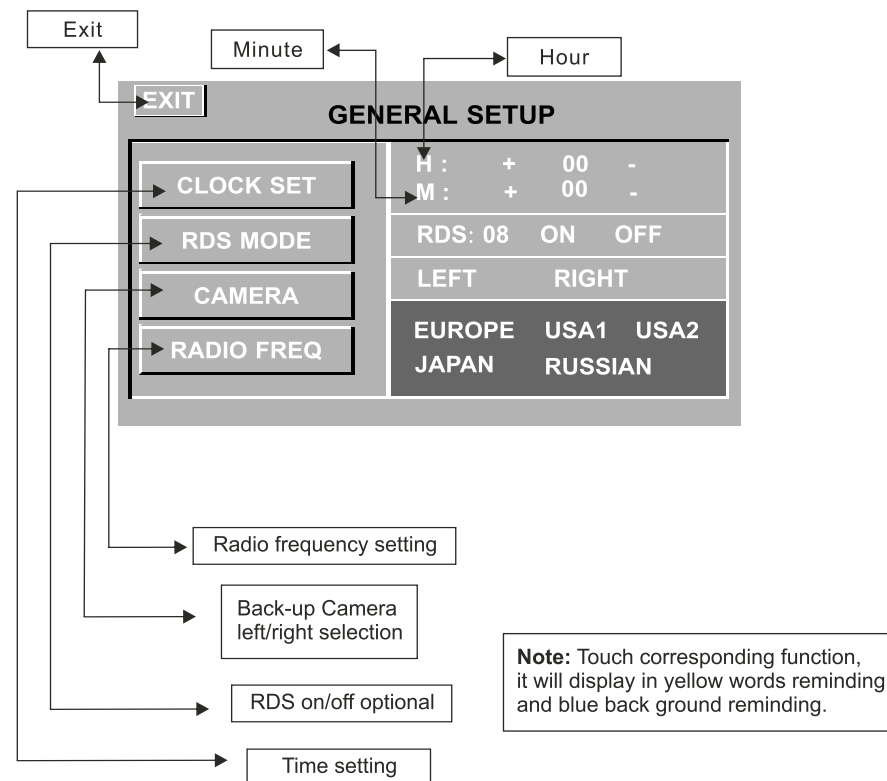 Exit
Minute
Hour
EXIT
GENERAL SETUP
CLOCK SET
RDS MODE
CAMERA
RADIO FREQ
H : + 00 -
M : + 00 -
RDS: 08 ON OFF
LEFT RIGHT
EUROPE USA1 USA2
JAPAN RUSSIAN
Radio frequency setting
Back-up Camera
left/right selection
RDS on/off optional
Time setting
Note: Touch corresponding function,
it will display in yellow words reminding
and blue back ground reminding.